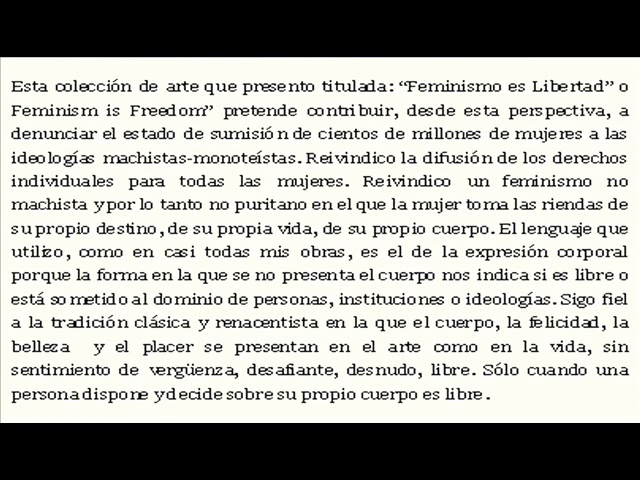 Esta colección de arte que presento titulada: “Feminismo es Libertad” o
Feminism is Freedom” pretende contribuir, desde esta perspectiva, a
denunciar el estado de sumisión de cientos de millones de mujeres a las
ideologías machistas-monoteístas. Reivindico la difusión de los derechos
individuales para todas las mujeres. Reivindico un feminismo no
machista y por lo tanto no puritano en el que la mujer toma las riendas de
su propio destino, de su propia vida, de su propio cuerpo. El lenguaje que
utilizo, como en casi todas mis obras, es el de la expresión corporal
porque la forma en la que se nos presenta el cuerpo nos indica si es libre o
está sometido al dominio de personas, instituciones o ideologías. Sigo fiel
a la tradición clásica y renacentista en la que el cuerpo, la felicidad, la
belleza y el placer se presentan en el arte como en la vida, sin
sentimiento de vergüenza, desafiante, desnudo, libre. Sólo cuando una
persona dispone y decide sobre su propio cuerpo es libre.